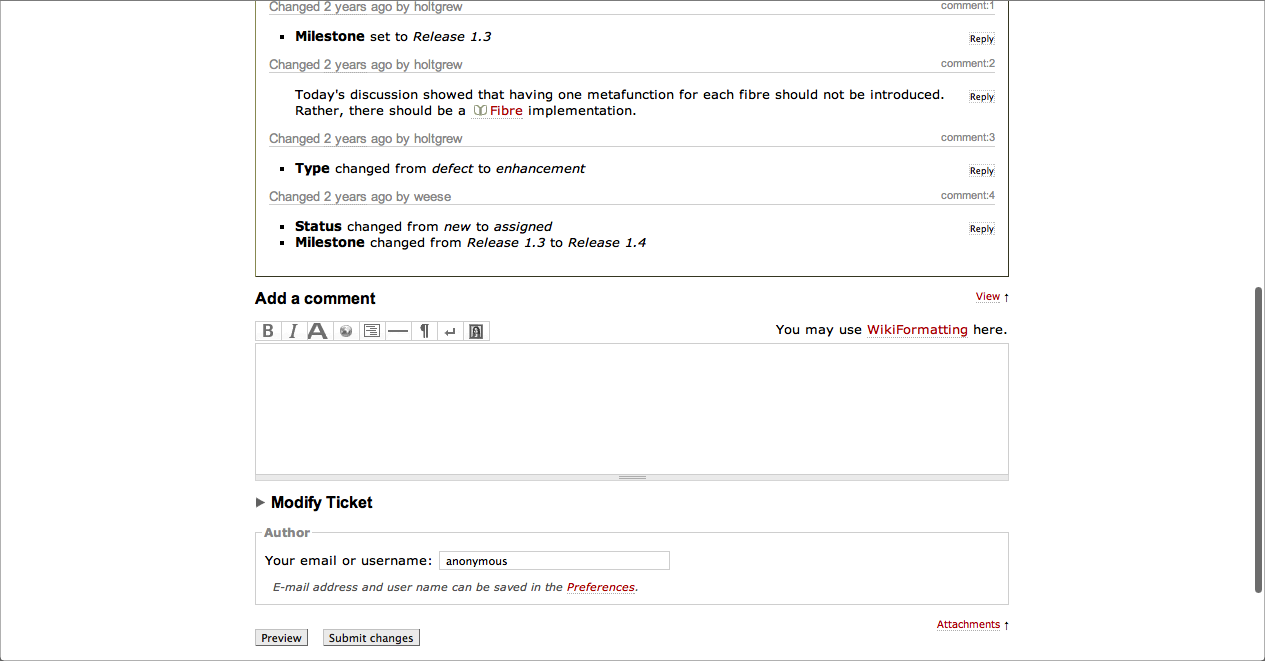 Changed 2 years ago by holtgrew comment:1
Milestone set to Release 1.3 Reply
Changed 2 years ago by holtgrew comment:2
Today's discussion showed that having one metafunction for each fibre should not be introduced. Reply
Rather, there should be a Fibre implementation.
Changed 2 years ago by holtgrew comment:3
Type changed from defect to enhancement Reply
Changed 2 years ago by weese comment:4
Status changed from new to assigned Reply
Milestone changed from Release 1.3 to Release 1.4
Add a comment View ↑
B I A ¶ ↵ You may use WikiFormatting here.
▶ Modify Ticket
Author
Your email or username: anonymous
E-mail address and user name can be saved in the Preferences.
Attachments ↑
Preview Submit changes